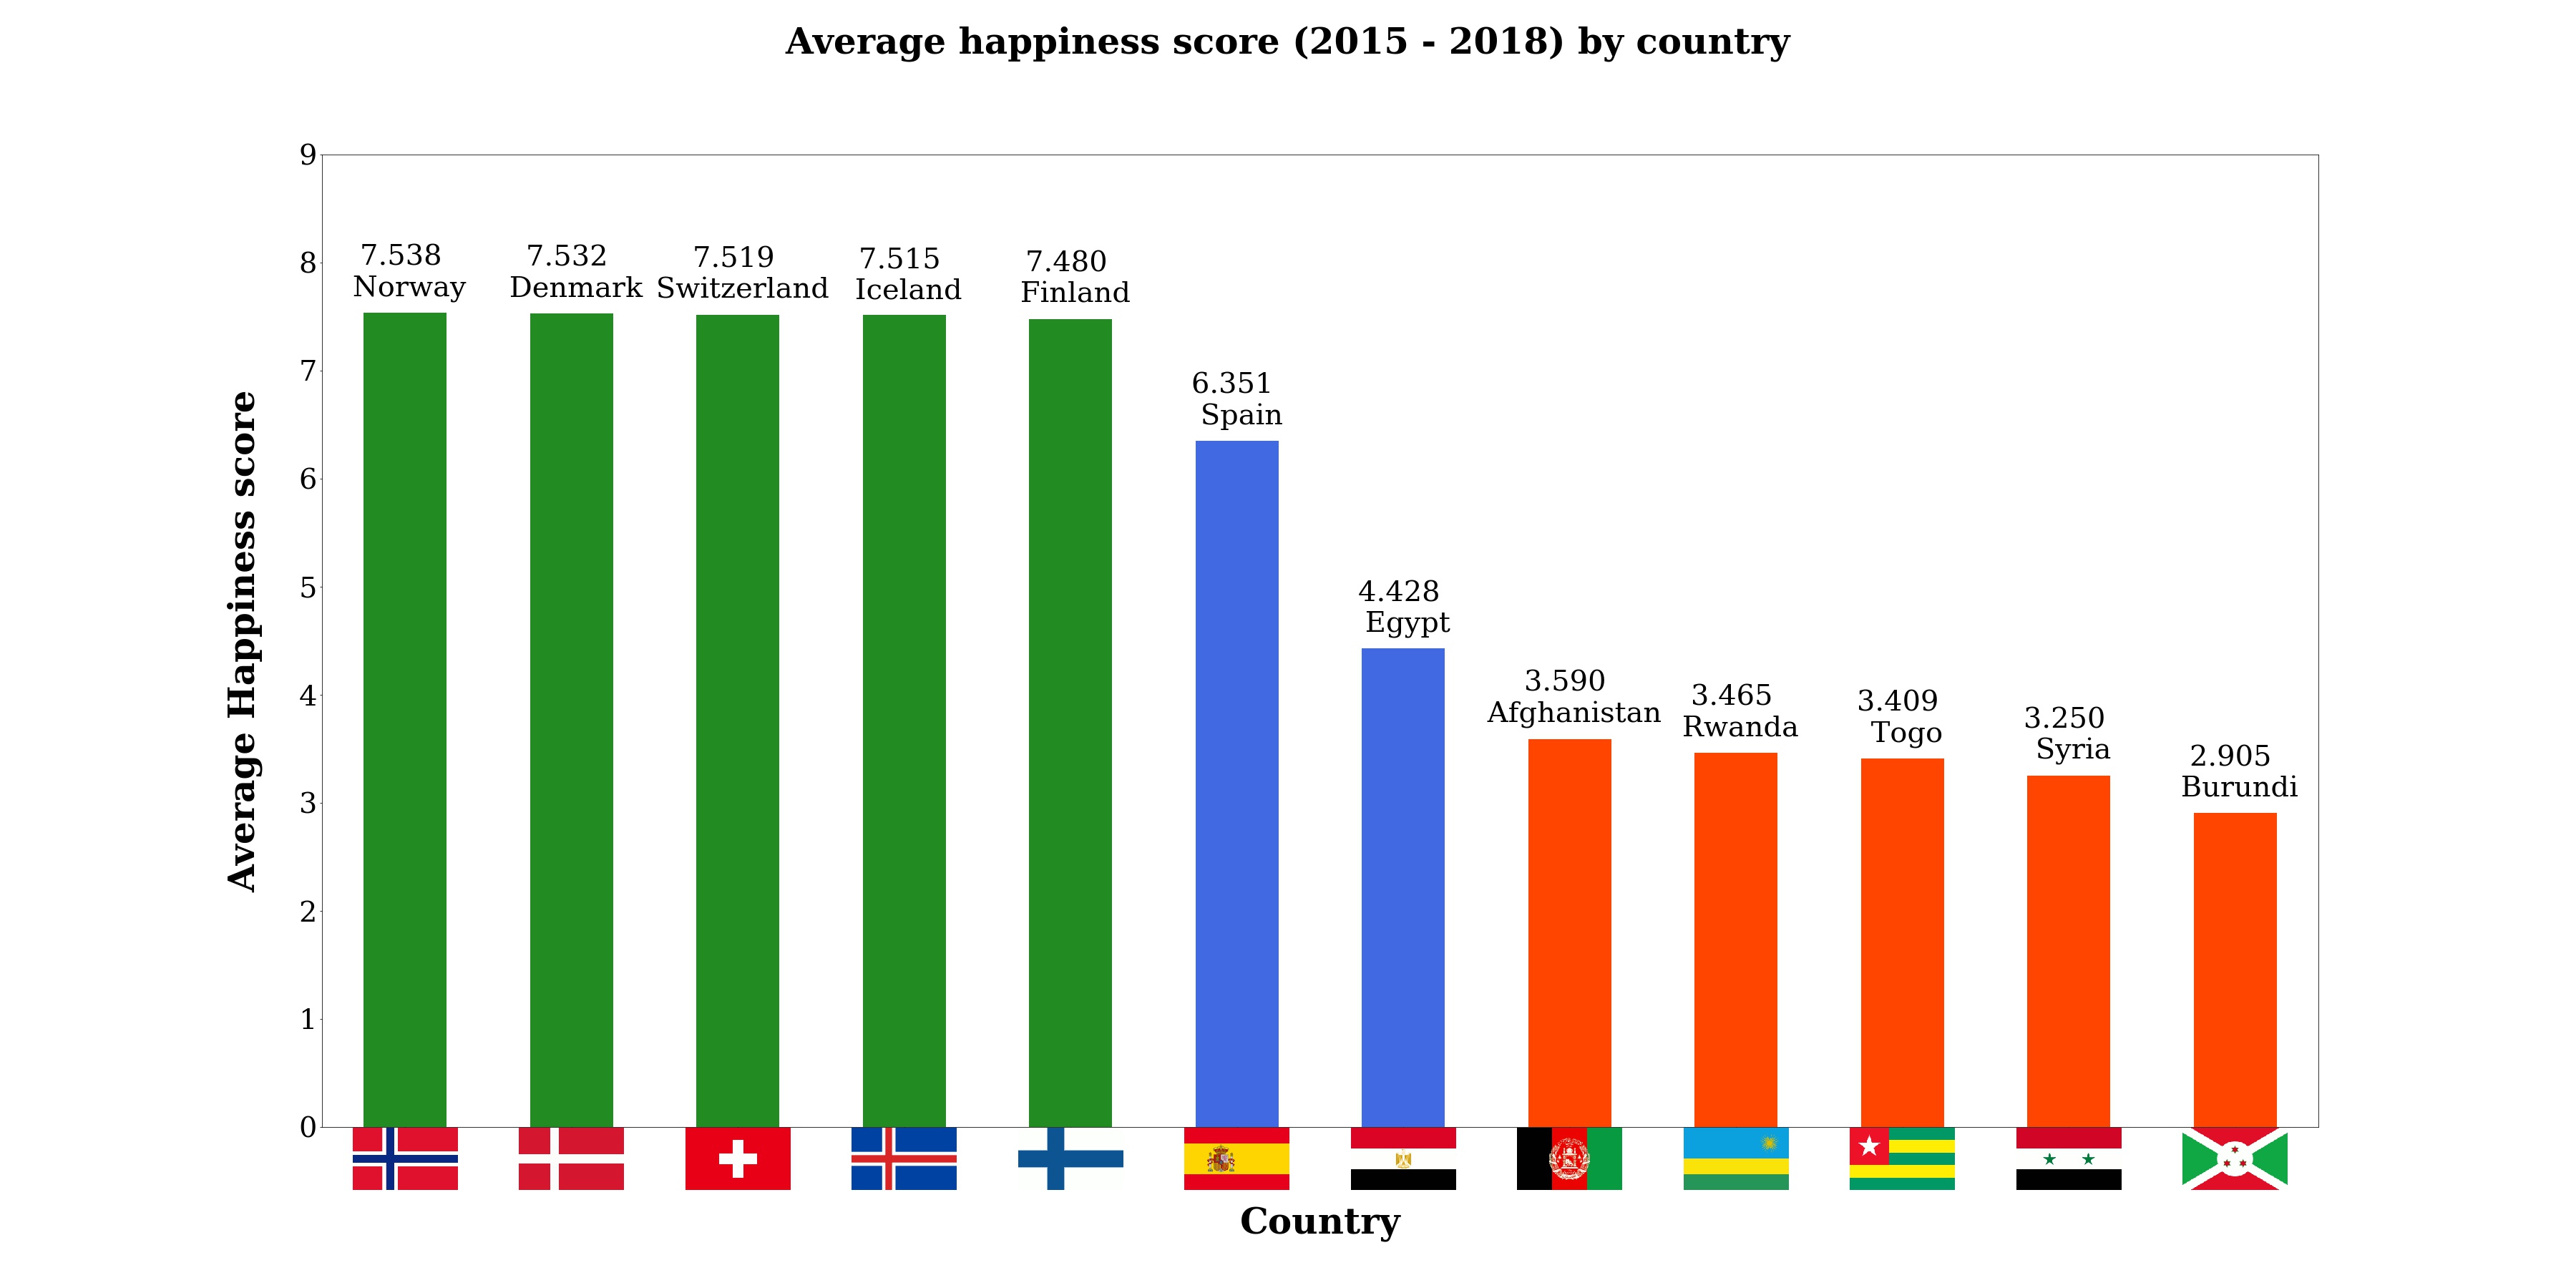 Average happiness score (2015 - 2018) by country
9
8
7
6
5
4
3
2
1
0
Average Happiness score
7.538
Norway
7.532
Denmark
7.519
Switzerland
7.515
Iceland
7.480
Finland
6.351
Spain
4.428
Egypt
3.590
Afghanistan
3.465
Rwanda
3.409
Togo
3.250
Syria
2.905
Burundi
Country